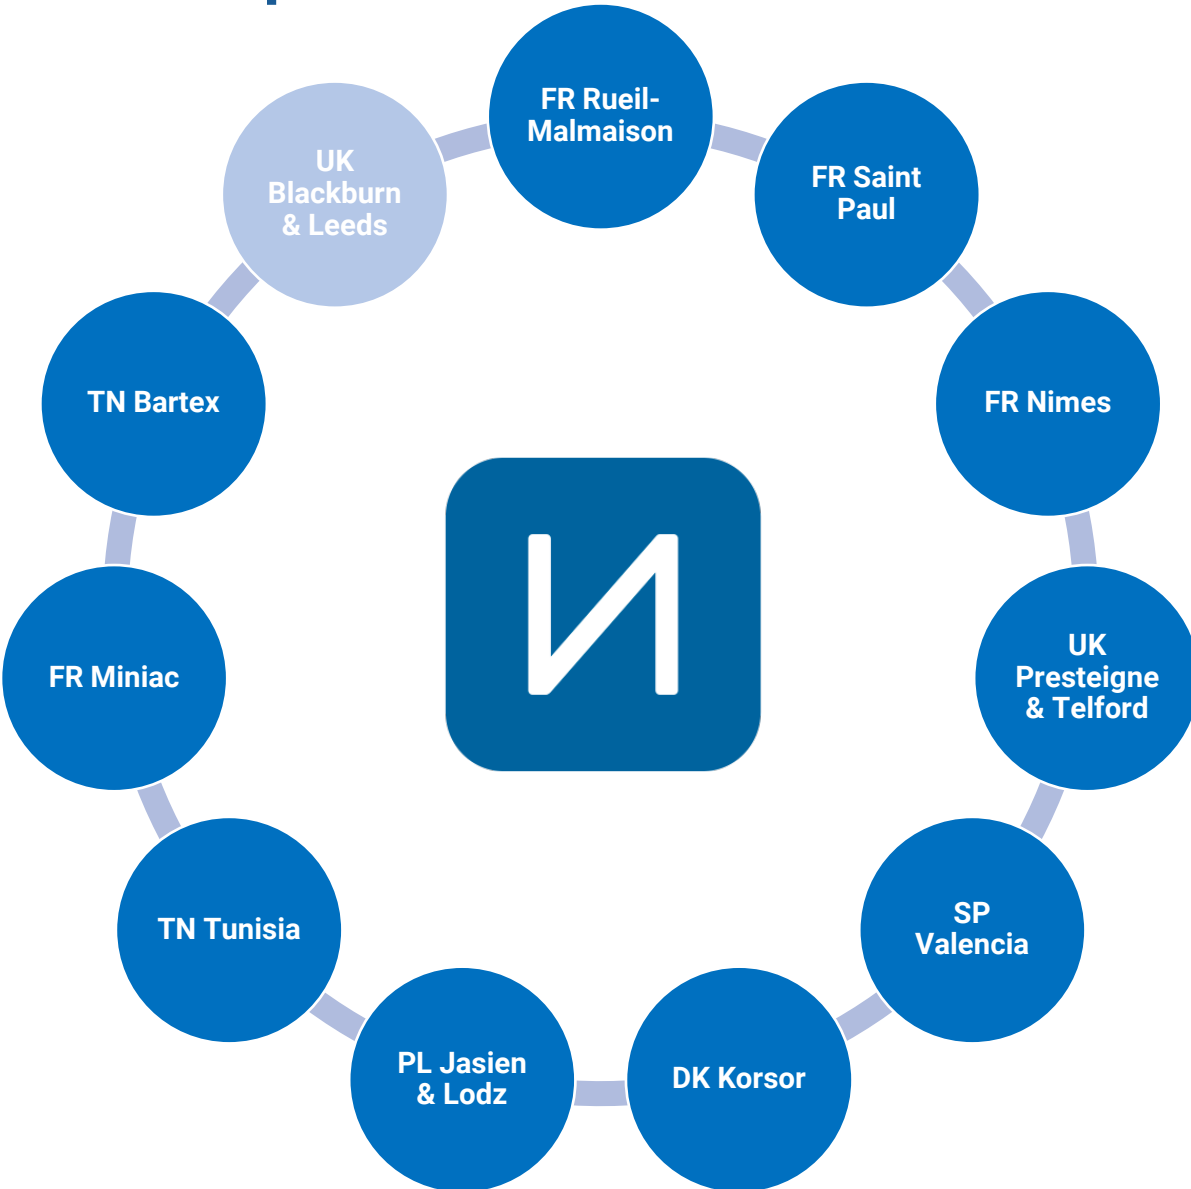 FR Rueil-
Malmaison
FR Saint
Paul
FR Nimes
UK
Presteigne
& Telford
SP
Valencia
DK Korsor
PL Jasien
& Lodz
TN Tunisia
FR Miniac
TN Bartex
UK
Blackburn
& Leeds